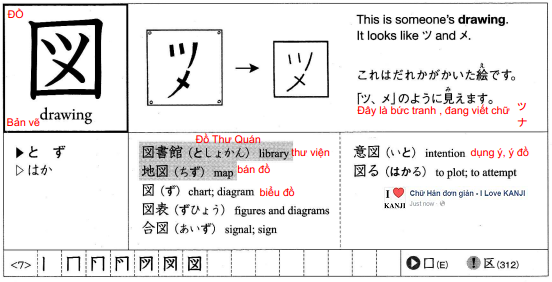 ĐỒ
図
Bản vẽ
drawing
ツ
メ
ツ
メ
This is someone's drawing.
It looks like ツ and メ.
これはだれかがかいた絵です。
え
「ツ、メ」のように見えます。
み
Đây là bức tranh , đang viết chữ ツ
ナ
▶と ず
▷はか
Đồ Thư Quán
図書館(としょかん) library thư viện
地図(ちず) map bản đồ
図(ず) chart; diagram biểu đồ
図表(ずひょう) figures and diagrams
合図(あいず) signal; sign
意図(いと) intention dụng ý, ý đồ
図る(はかる) to plot; to attempt
I ❤ KANJI
Chữ Hán đơn giản - I Love KANJI
Just now
<7> 丨 冂 図
口(E) 区(312)